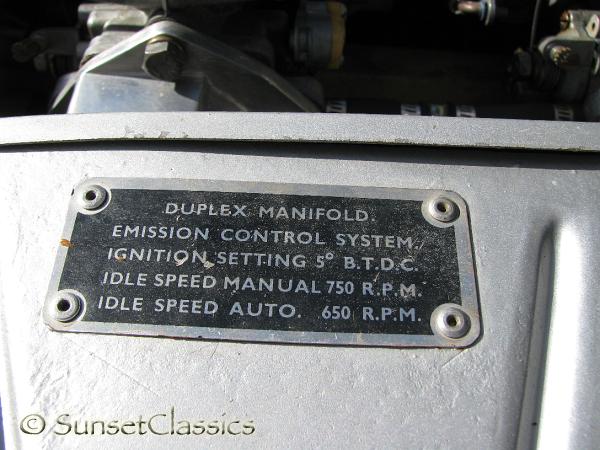 DUPLEX MANIFOLD.
EMISSION CONTROL SYSTEM.
IGNITION SETTING 5° B.T.D.C.
IDLE SPEED MANUAL 750 R.P.M.
IDLE SPEED AUTO. 650 R.P.M.
© SunsetClassics